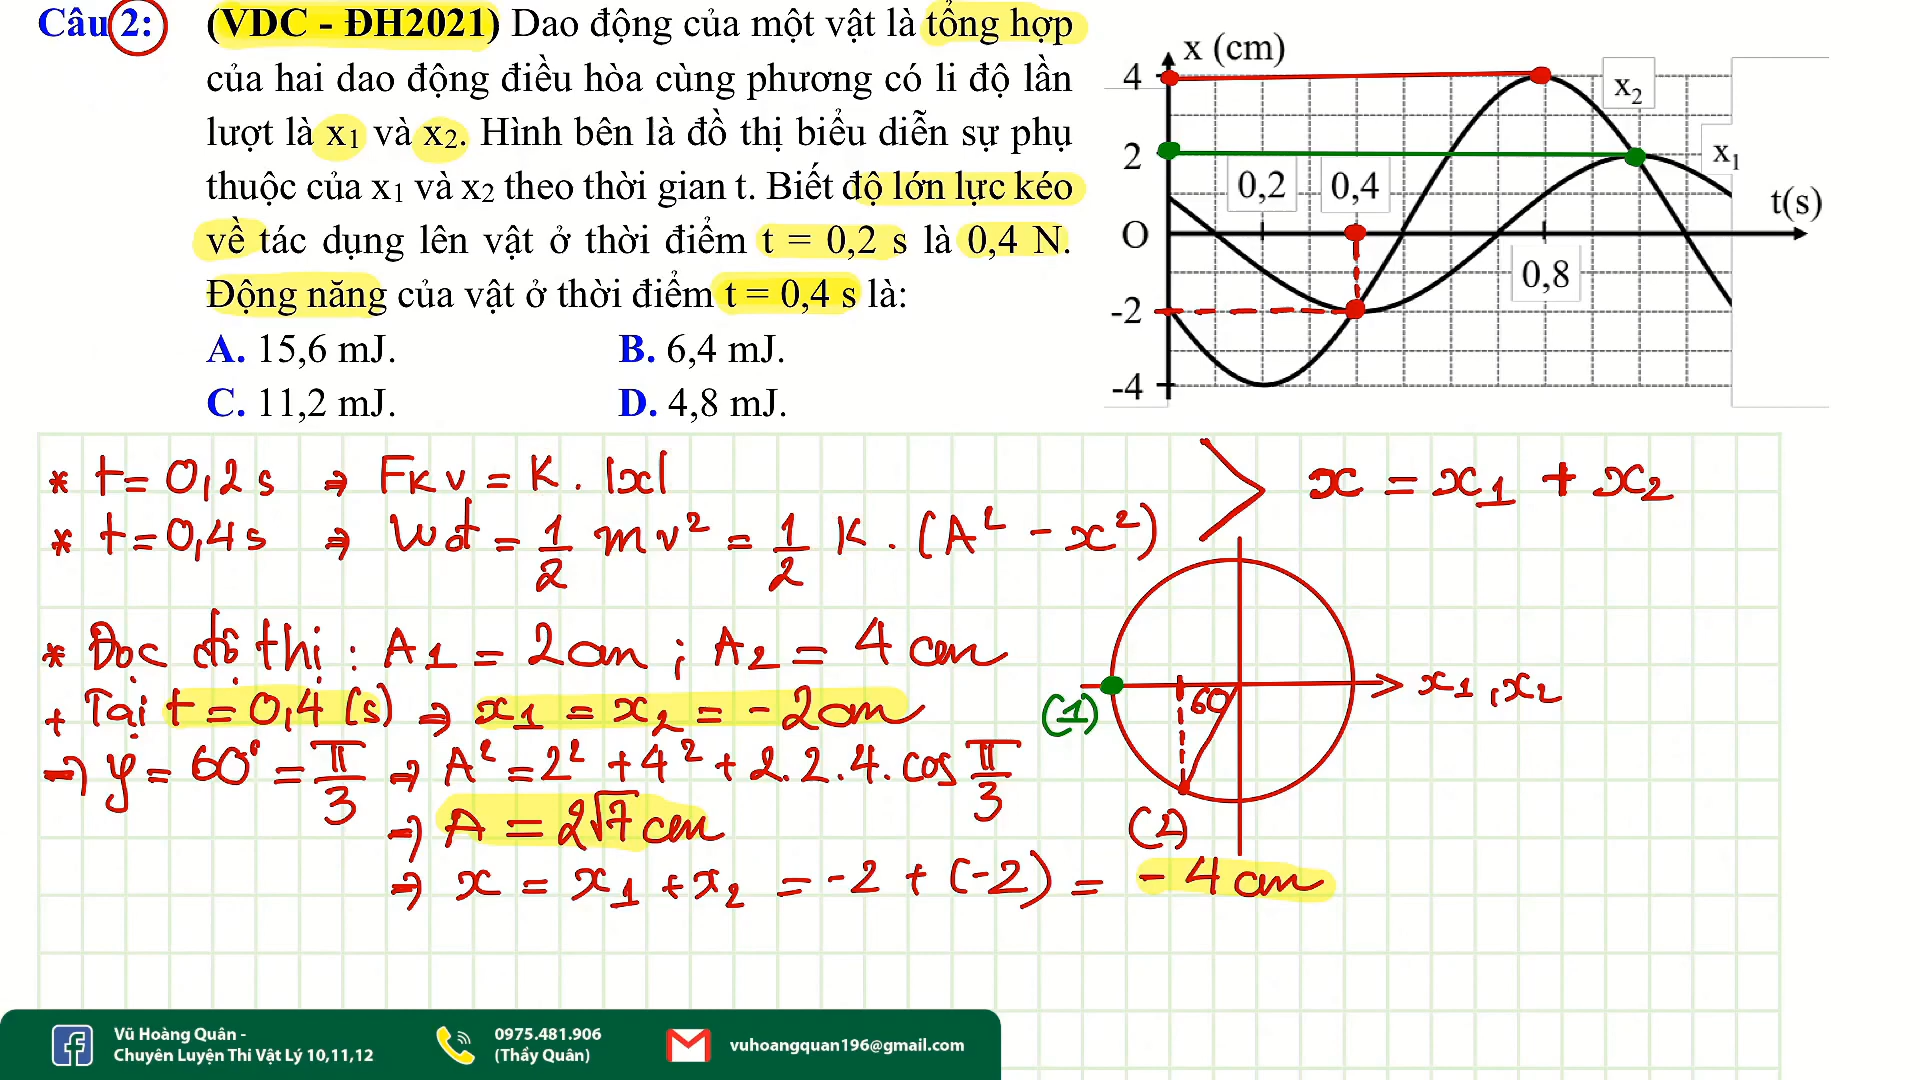 Câu 2: (VDC - ĐH2021) Dao động của một vật là tổng hợp
của hai dao động điều hòa cùng phương có li độ lần
lượt là x₁ và x₂. Hình bên là đồ thị biểu diễn sự phụ
thuộc của x₁ và x₂ theo thời gian t. Biết độ lớn lực kéo
về tác dụng lên vật ở thời điểm t = 0,2 s là 0,4 N.
Động năng của vật ở thời điểm t = 0,4 s là:
A. 15,6 mJ. B. 6,4 mJ.
C. 11,2 mJ. D. 4,8 mJ.
x (cm)
4
x₂
2
x₁
0,2 0,4
t(s)
O
0,8
-2
-4
* t = 0,2 s ⇒ Fkv = K . |x|
* t = 0,4 s ⇒ Wđ = 1/2 mv² = 1/2 K . (A² - x²)
x = x₁ + x₂
* Đọc đồ thị : A₁ = 2 cm ; A₂ = 4 cm
+ Tại t = 0,4 (s) ⇒ x₁ = x₂ = -2 cm
⇒ φ = 60° = π/3 ⇒ A² = 2² + 4² + 2.2.4.cos π/3
⇒ A = 2√7 cm
⇒ x = x₁ + x₂ = -2 + (-2) = -4 cm
60
x₁, x₂
(1)
(2)
Vũ Hoàng Quân -
Chuyên Luyện Thi Vật Lý 10,11,12
0975.481.906
(Thầy Quân)
vuhoangquan196@gmail.com